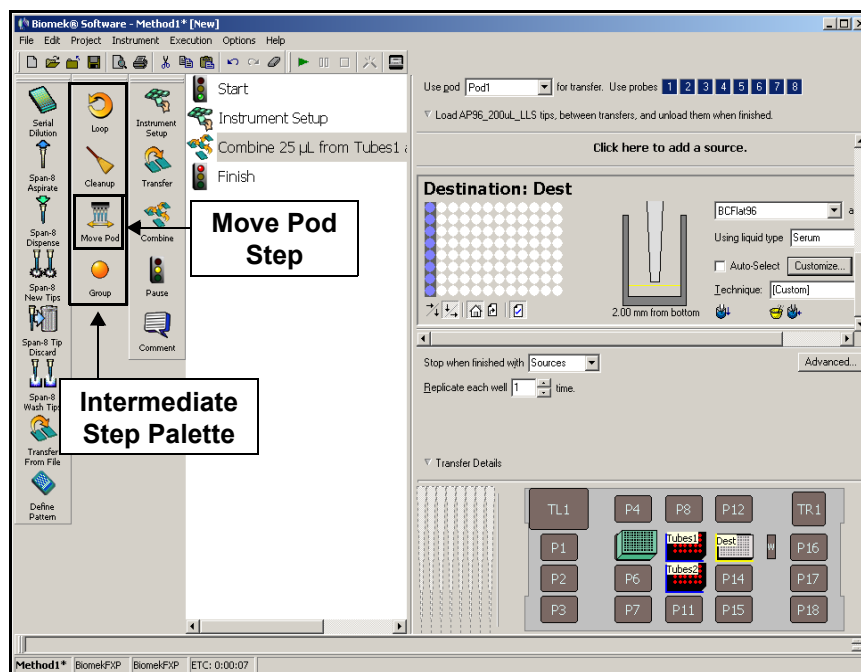 Biomek® Software - Method1* [New]
File Edit Project Instrument Execution Options Help
Serial
Dilution
Span-8
Aspirate
Span-8
Dispense
Span-8
New Tips
Span-8 Tip
Discard
Span-8
Wash Tips
Transfer
From File
Define
Pattern
Loop
Cleanup
Move Pod
Group
Instrument
Setup
Transfer
Combine
Pause
Comment
Start
Instrument Setup
Combine 25 µL from Tubes1 a
Finish
Move Pod
Step
Intermediate
Step Palette
Use pod Pod1 for transfer. Use probes 1 2 3 4 5 6 7 8
Load AP96_200uL_LLS tips, between transfers, and unload them when finished.
Click here to add a source.
Destination: Dest
BCFlat96 a
Using liquid type Serum
Auto-Select Customize...
Technique: [Custom]
2.00 mm from bottom
Stop when finished with Sources Advanced...
Replicate each well 1 time.
Transfer Details
TL1 P4 P8 P12 TR1
P1 Tubes1 Dest W P16
P2 P6 Tubes2 P14 P17
P3 P7 P11 P15 P18
Method1* BiomekFXP BiomekFXP ETC: 0:00:07